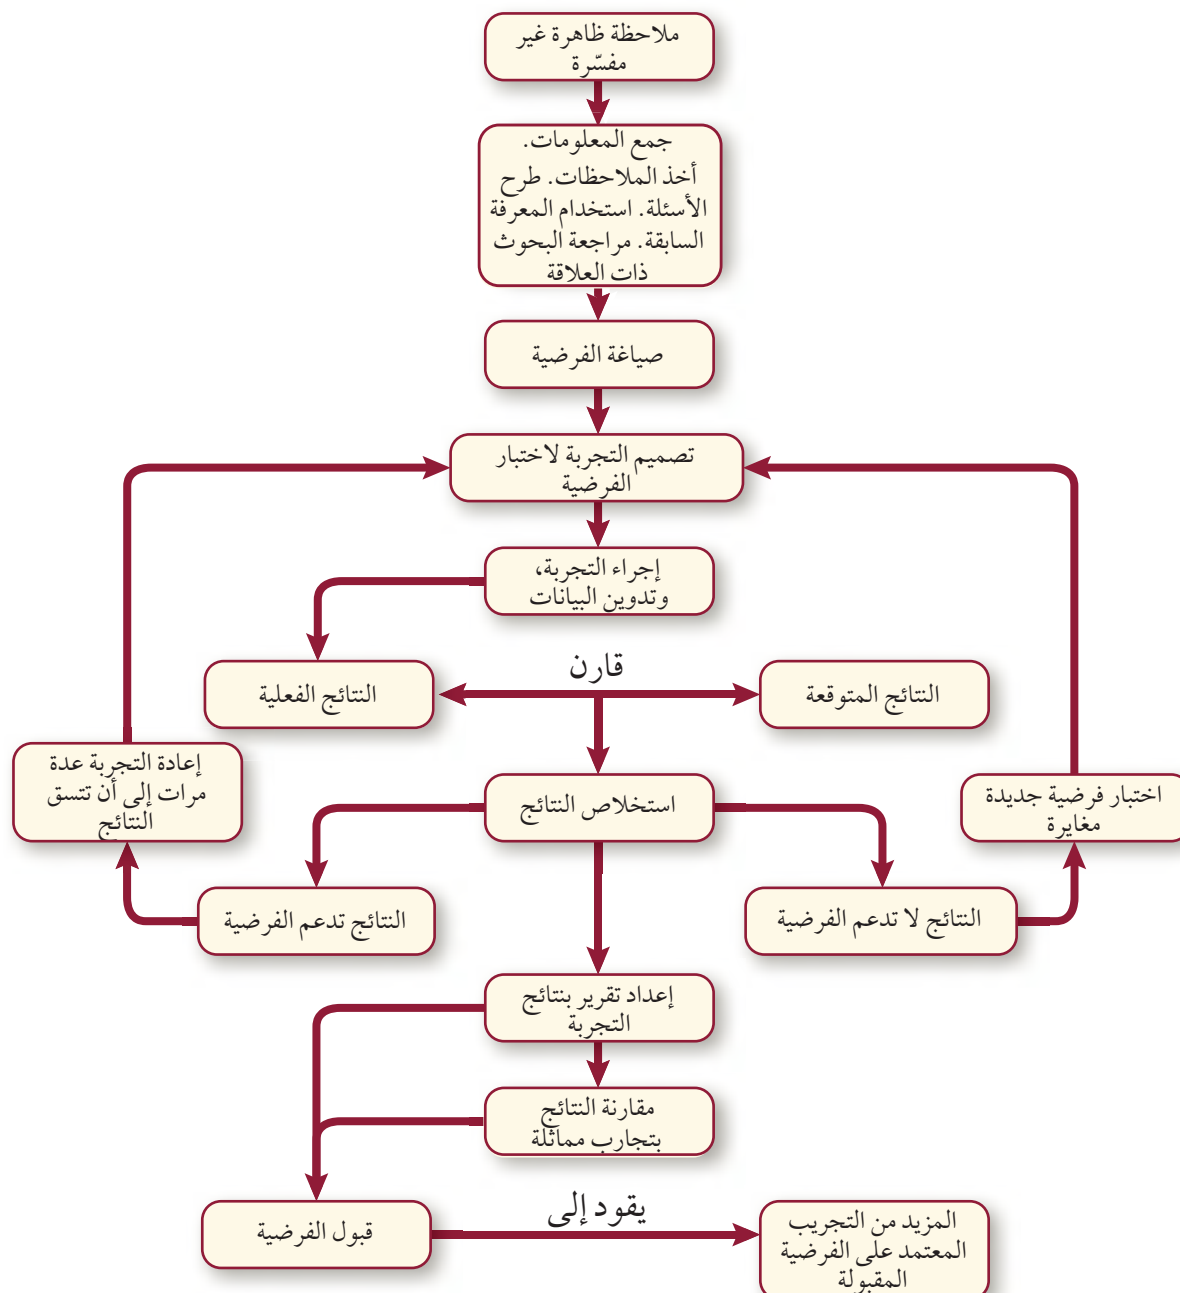 ملاحظة ظاهرة غير
مفسّرة
جمع المعلومات.
أخذ الملاحظات. طرح
الأسئلة. استخدام المعرفة
السابقة. مراجعة البحوث
ذات العلاقة
صياغة الفرضية
تصميم التجربة لاختبار
الفرضية
إجراء التجربة،
وتدوين البيانات
قارن
النتائج المتوقعة
النتائج الفعلية
استخلاص النتائج
اختبار فرضية جديدة
مغايرة
إعادة التجربة عدة
مرات إلى أن تتسق
النتائج
النتائج لا تدعم الفرضية
النتائج تدعم الفرضية
إعداد تقرير بنتائج
التجربة
مقارنة النتائج
بتجارب مماثلة
قبول الفرضية
يقود إلى
المزيد من التجريب
المعتمد على الفرضية
المقبولة